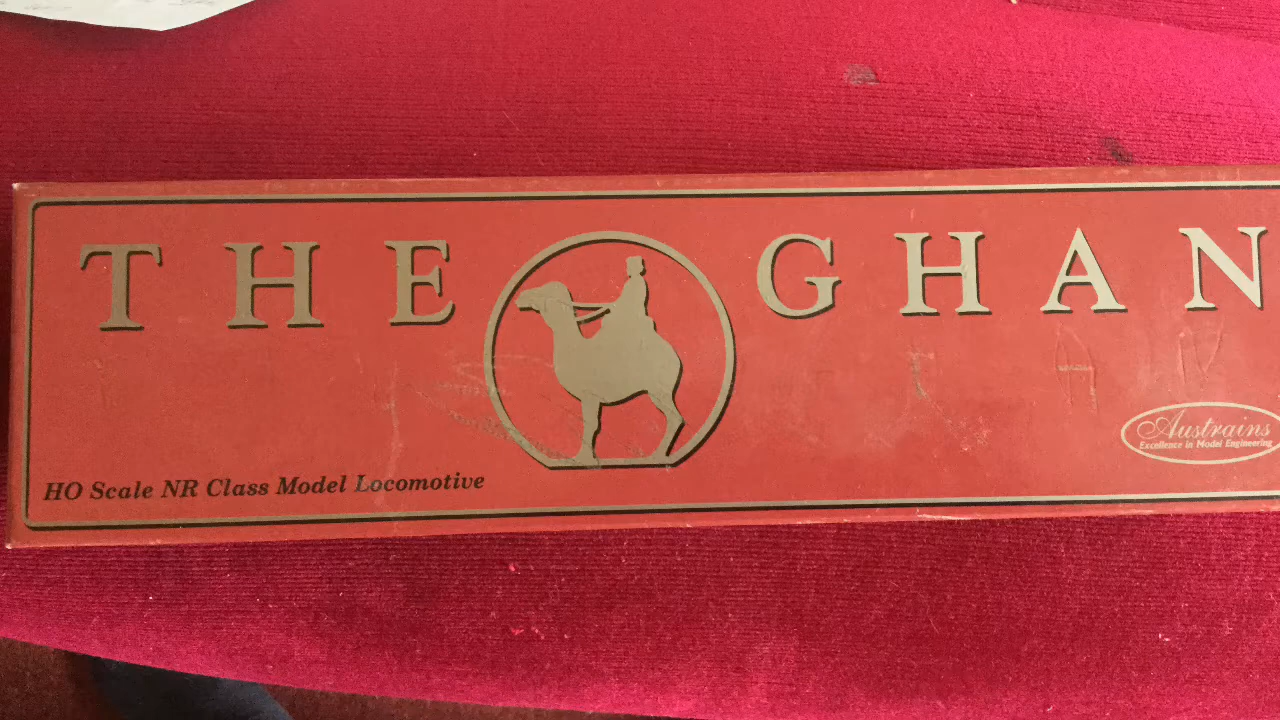 THE GHAN
Austrains
Excellence in Model Engineering
HO Scale NR Class Model Locomotive